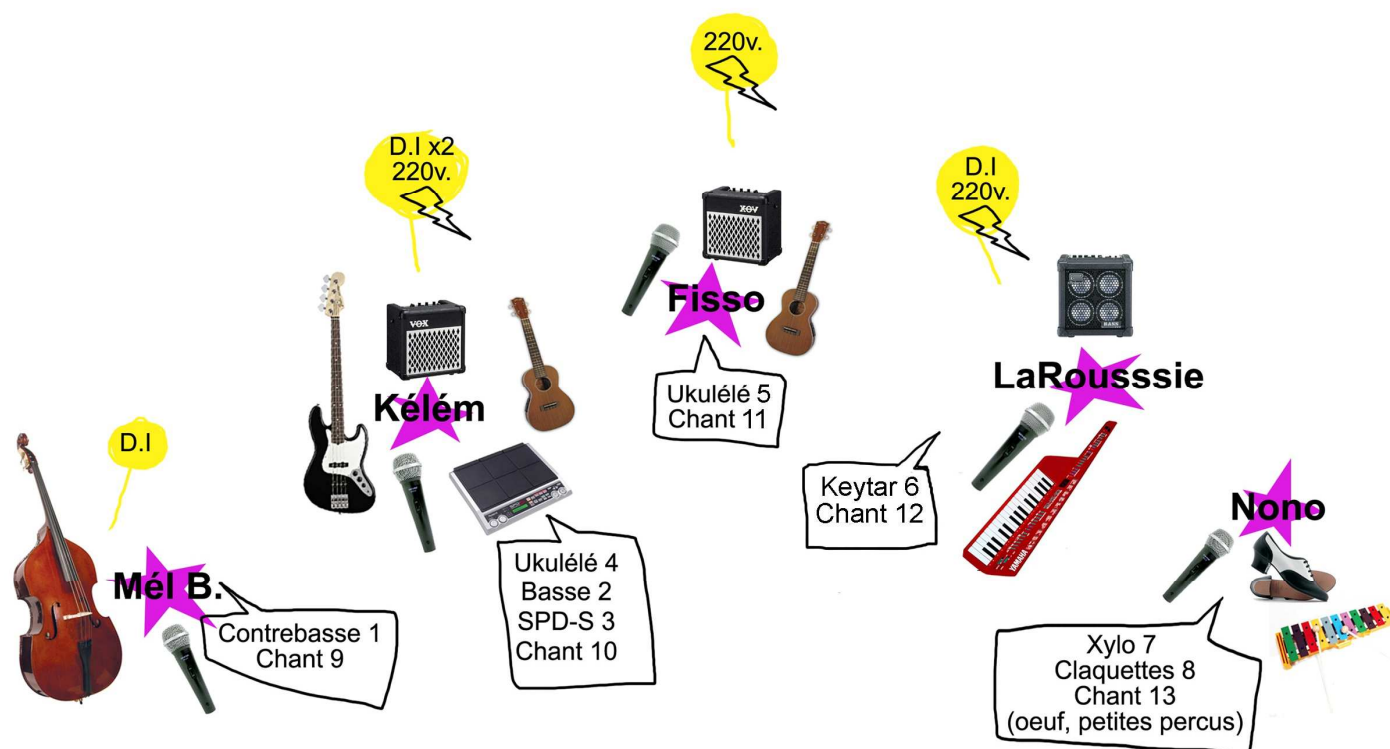 220v.
D.I x2
220v.
D.I
220v.
VOX
VOX
Fisso
Ukulélé 5
Chant 11
BASS
LaRousssie
Kélém
D.I
Keytar 6
Chant 12
YAMAHA
Nono
Ukulélé 4
Basse 2
SPD-S 3
Chant 10
Mél B.
Contrebasse 1
Chant 9
Xylo 7
Claquettes 8
Chant 13
(oeuf, petites percus)